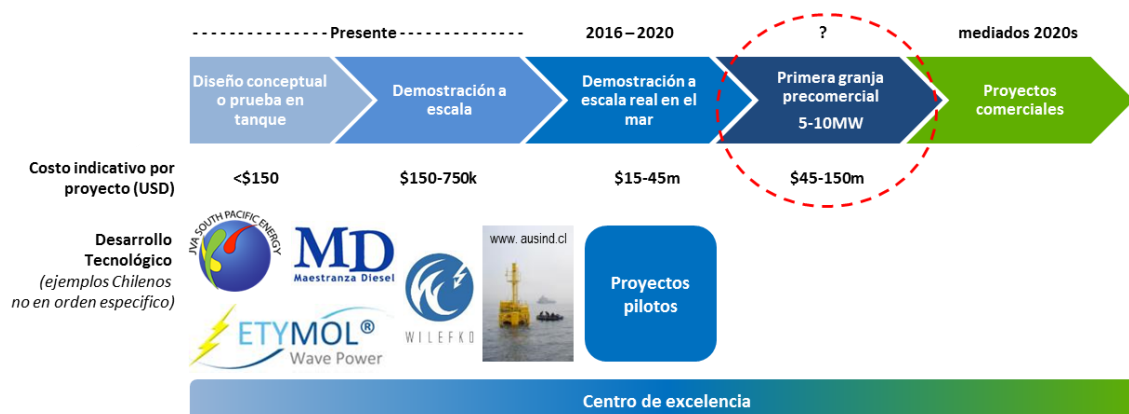 - - - - - - - - - - - - - Presente - - - - - - - - - - - - -
2016 – 2020
?
mediados 2020s
Diseño conceptual
o prueba en
tanque
Demostración a
escala
Demostración a
escala real en el
mar
Primera granja
precomercial
5-10MW
Proyectos
comerciales
Costo indicativo por
proyecto (USD)
<$150
$150-750k
$15-45m
$45-150m
Desarrollo
Tecnológico
(ejemplos Chilenos
no en orden especifico)
JVA SOUTH PACIFIC ENERGY
MD
Maestranza Diesel
ETYMOL®
Wave Power
WILEFKO
www. ausind.cl
Proyectos
pilotos
Centro de excelencia